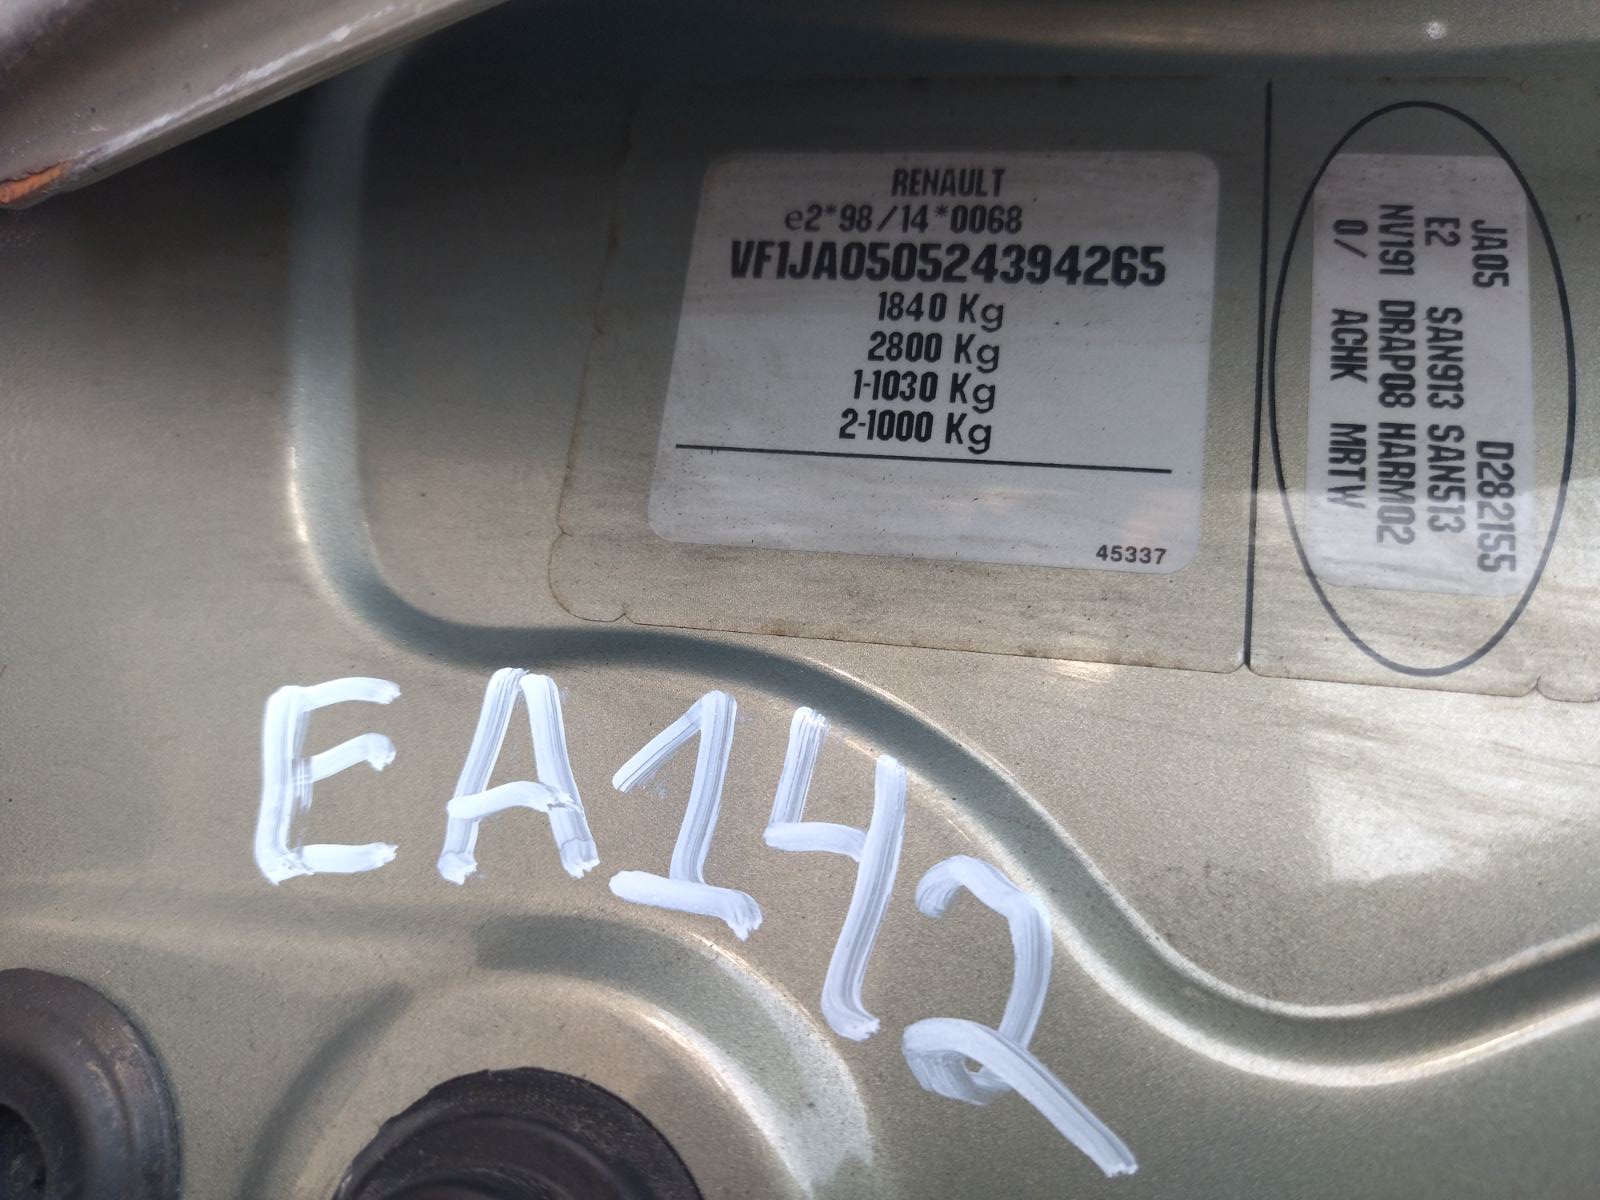 RENAULT
e2*98/14*0068
VF1JA050524394265
1840 Kg
2800 Kg
1-1030 Kg
2-1000 Kg
45337
JA05 D282155
E2 SAN913 SAN513
NV191 DRAP08 HARM02
0/ ACHK MRTW
EA142